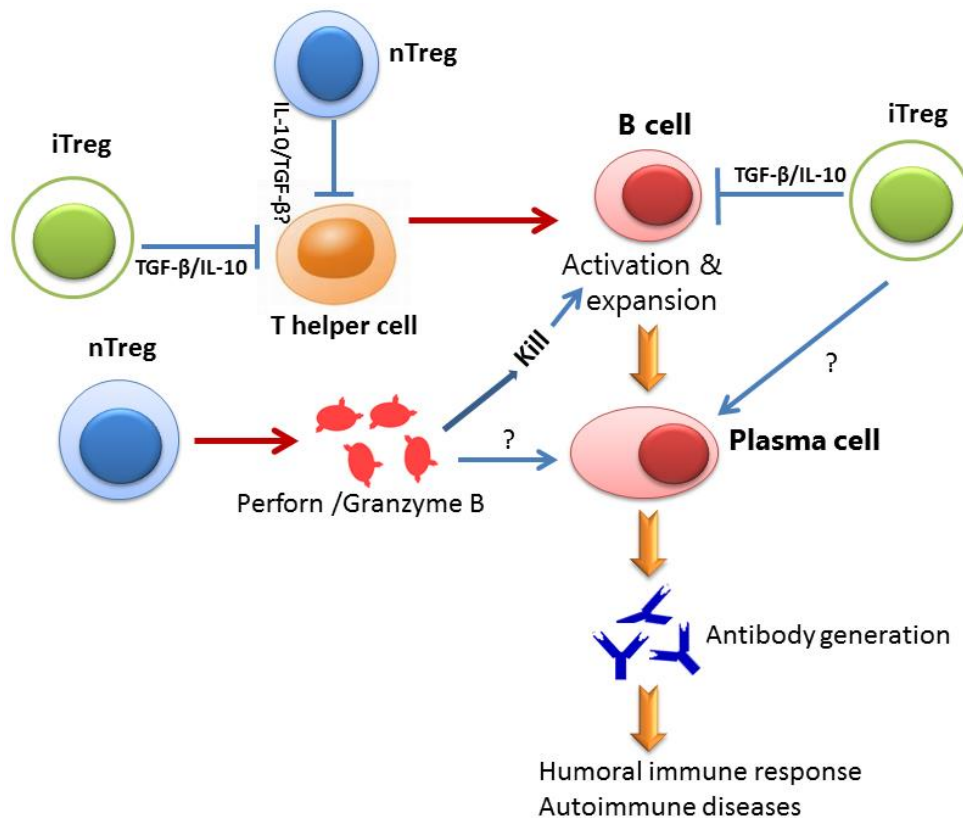 nTreg
IL-10/TGF-β?
iTreg
TGF-β/IL-10
T helper cell
B cell
TGF-β/IL-10
iTreg
Activation &
expansion
Kill
?
nTreg
Perforn /Granzyme B
?
Plasma cell
Antibody generation
Humoral immune response
Autoimmune diseases